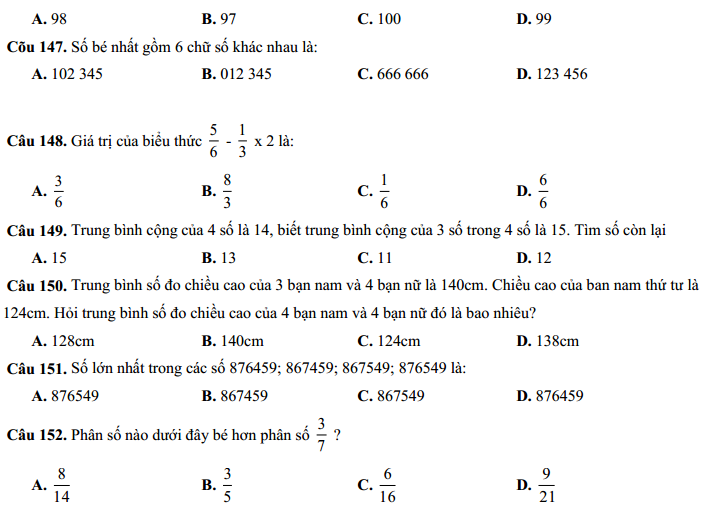 A. 98 B. 97 C. 100 D. 99
Cõu 147. Số bé nhất gồm 6 chữ số khác nhau là:
A. 102 345 B. 012 345 C. 666 666 D. 123 456
Câu 148. Giá trị của biểu thức 5/6 - 1/3 x 2 là:
A. 3/6 B. 8/3 C. 1/6 D. 6/6
Câu 149. Trung bình cộng của 4 số là 14, biết trung bình cộng của 3 số trong 4 số là 15. Tìm số còn lại
A. 15 B. 13 C. 11 D. 12
Câu 150. Trung bình số đo chiều cao của 3 bạn nam và 4 bạn nữ là 140cm. Chiều cao của ban nam thứ tư là
124cm. Hỏi trung bình số đo chiều cao của 4 bạn nam và 4 bạn nữ đó là bao nhiêu?
A. 128cm B. 140cm C. 124cm D. 138cm
Câu 151. Số lớn nhất trong các số 876459; 867459; 867549; 876549 là:
A. 876549 B. 867459 C. 867549 D. 876459
Câu 152. Phân số nào dưới đây bé hơn phân số 3/7 ?
A. 8/14 B. 3/5 C. 6/16 D. 9/21